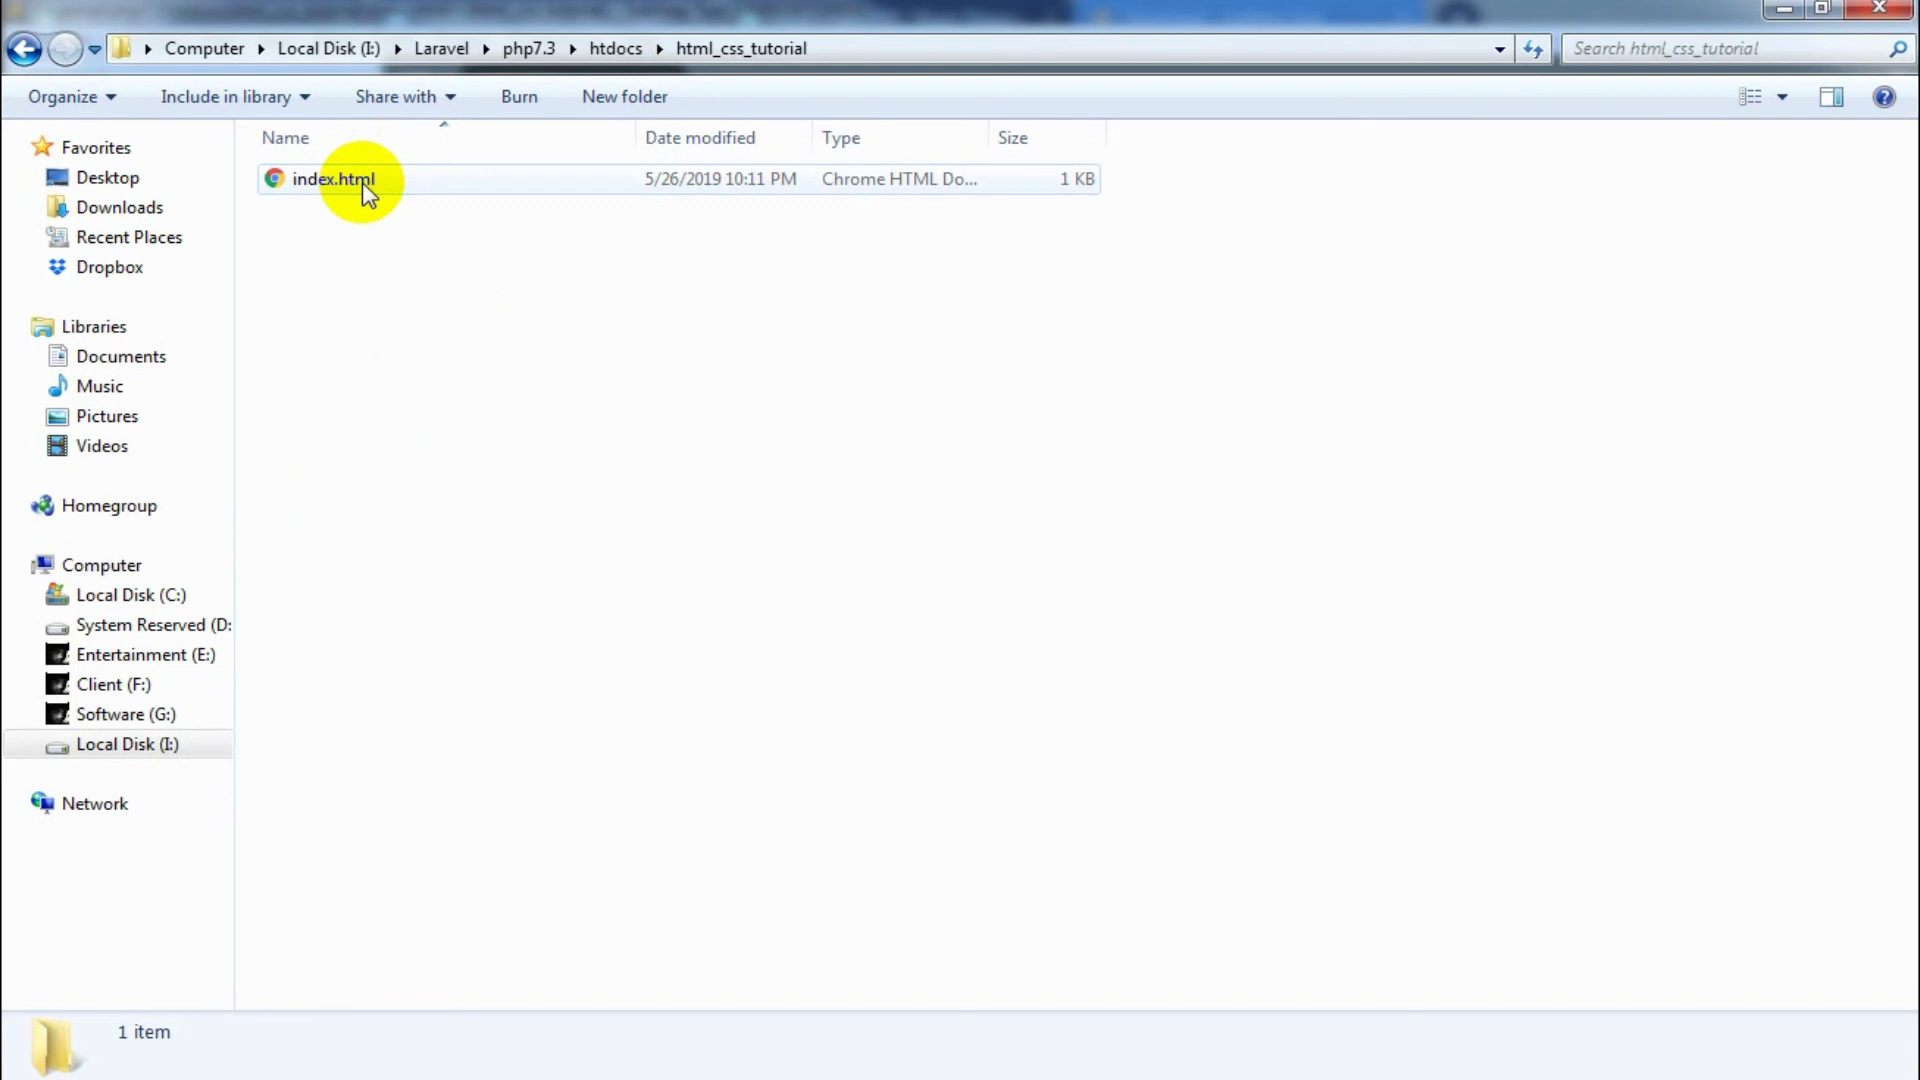 Computer Local Disk (I:) Laravel php7.3 htdocs html_css_tutorial Search html_css_tutorial
Organize Include in library Share with Burn New folder
Name Date modified Type Size
index.html 5/26/2019 10:11 PM Chrome HTML Do... 1 KB
Favorites
Desktop
Downloads
Recent Places
Dropbox
Libraries
Documents
Music
Pictures
Videos
Homegroup
Computer
Local Disk (C:)
System Reserved (D:
Entertainment (E:)
Client (F:)
Software (G:)
Local Disk (I:)
Network
1 item